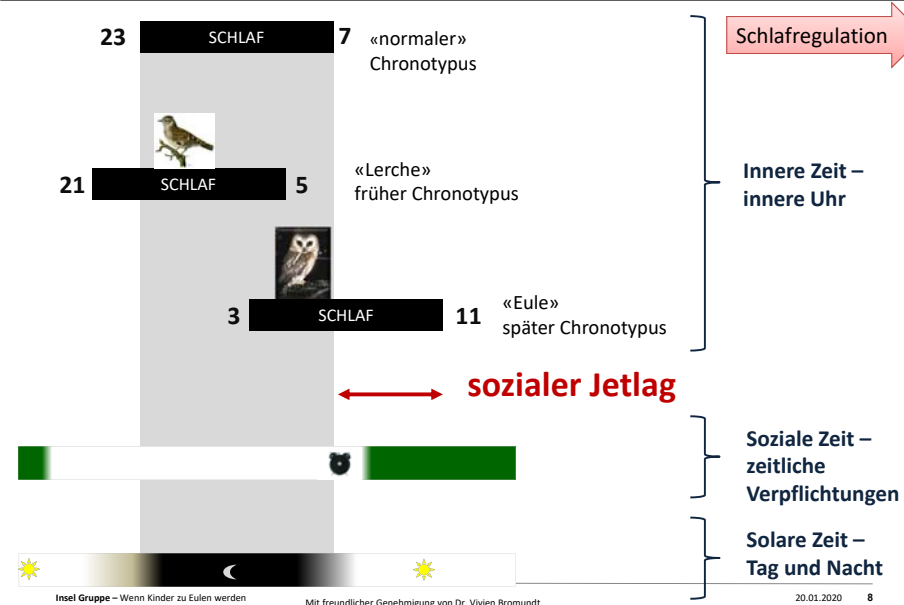 23 SCHLAF 7 «normaler»
Chronotypus
Schlafregulation
21 SCHLAF 5 «Lerche»
früher Chronotypus
Innere Zeit –
innere Uhr
3 SCHLAF 11 «Eule»
später Chronotypus
sozialer Jetlag
Soziale Zeit –
zeitliche
Verpflichtungen
Solare Zeit –
Tag und Nacht
Insel Gruppe – Wenn Kinder zu Eulen werden
Mit freundlicher Genehmigung von Dr. Vivien Bromundt
20.01.2020 8